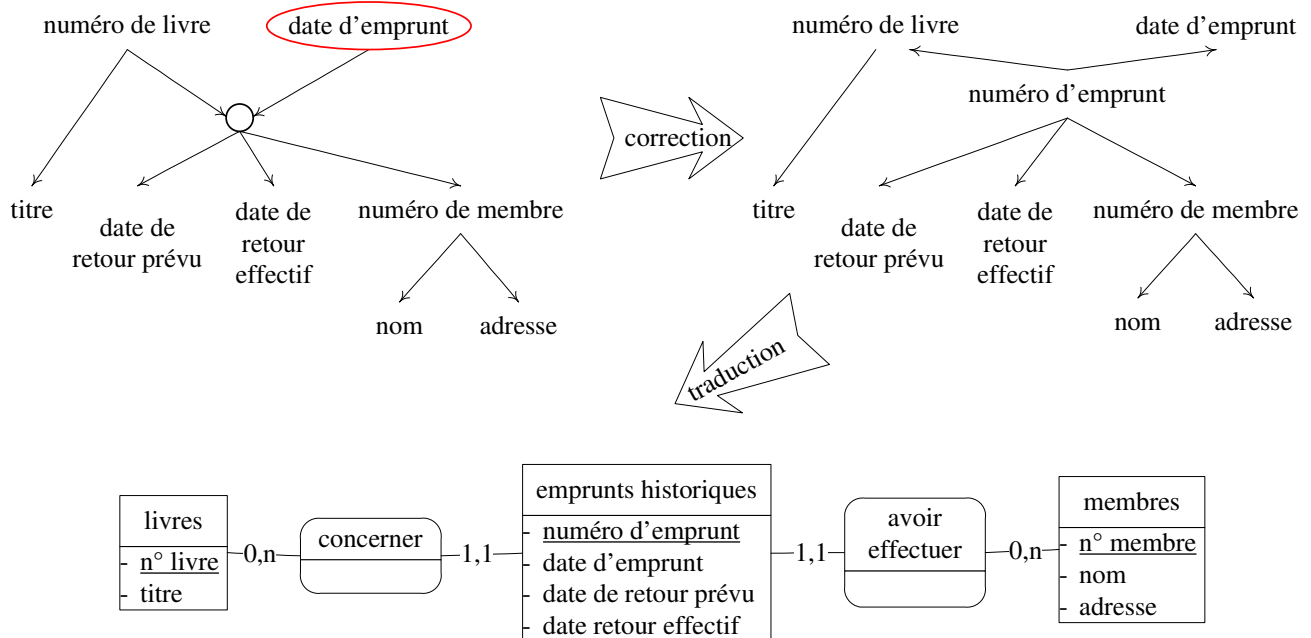 numéro de livre
date d'emprunt
titre
date de
retour prévu
date de
retour
effectif
numéro de membre
nom
adresse
correction
numéro de livre
date d'emprunt
numéro d'emprunt
titre
date de
retour prévu
date de
retour
effectif
numéro de membre
nom
adresse
traduction
livres
- n° livre
- titre
0,n
concerner
1,1
emprunts historiques
- numéro d'emprunt
- date d'emprunt
- date de retour prévu
- date retour effectif
1,1
avoir
effectuer
0,n
membres
- n° membre
- nom
- adresse